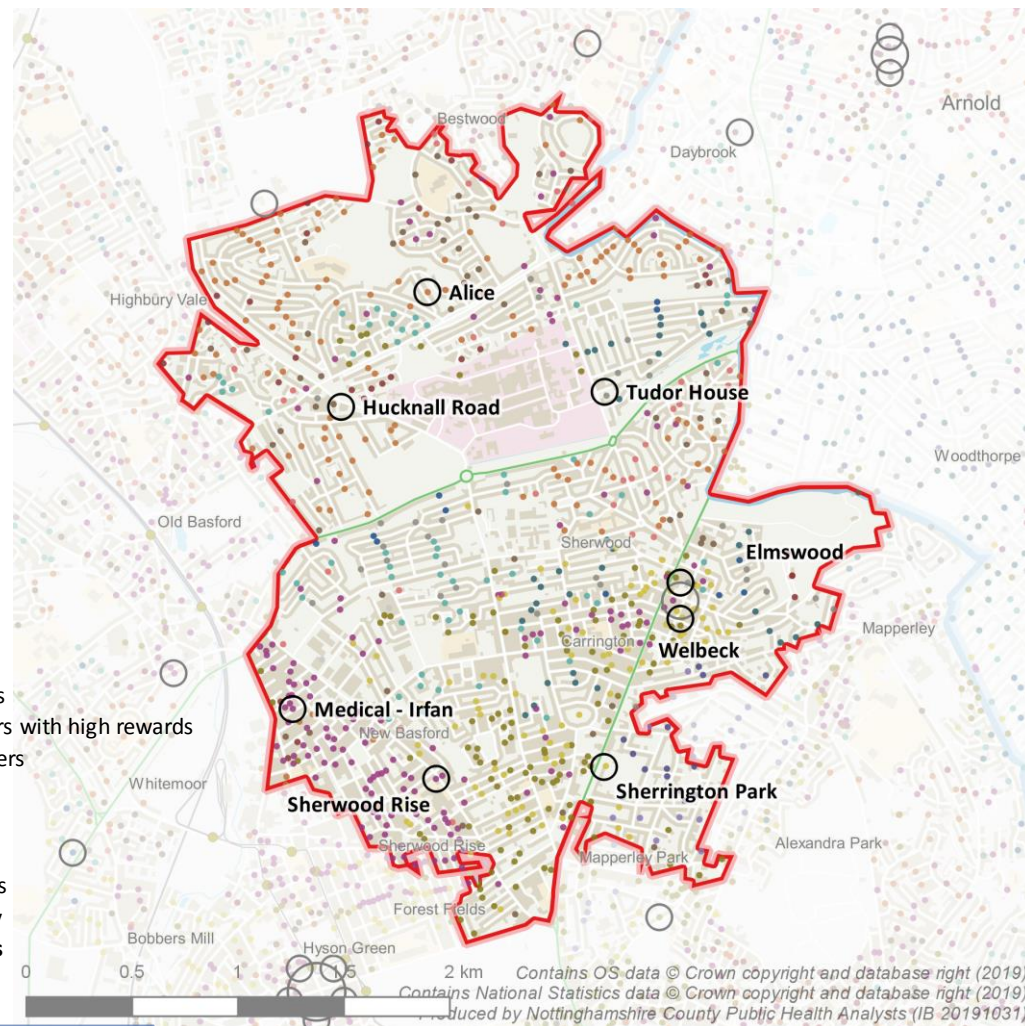 Arnold
Bestwood
Daybrook
Highbury Vale
Alice
Tudor House
Hucknall Road
Woodthorpe
Old Basford
Sherwood
Elmswood
Mapperley
Carrington
Welbeck
s
rs with high rewards
ers
Medical - Irfan
New Basford
Whitemoor
Sherwood Rise
Sherrington Park
Sherwood Rise
Mapperley Park
Alexandra Park
s
s
Forest Fields
Bobbers Mill
Hyson Green
0 0.5 1 1.5 2 km
Contains OS data © Crown copyright and database right (2019)
Contains National Statistics data © Crown copyright and database right (2019)
Produced by Nottinghamshire County Public Health Analysts (IB 20191031)